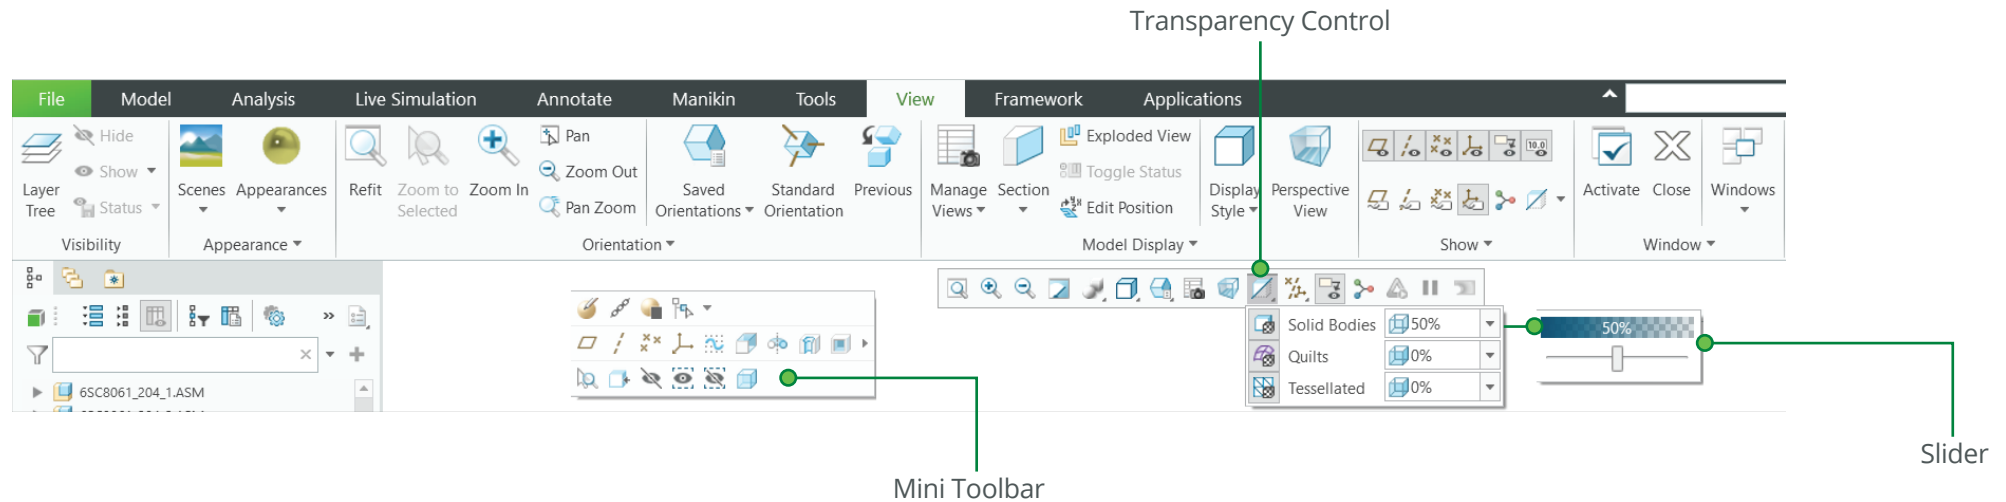 Transparency Control
File Model Analysis Live Simulation Annotate Manikin Tools View Framework Applications
Hide
Show
Status
Layer Tree
Visibility
Scenes Appearances
Appearance
Refit
Zoom to Selected
Zoom In
Pan
Zoom Out
Pan Zoom
Saved Orientations
Standard Orientation
Previous
Orientation
Manage Views
Section
Exploded View
Toggle Status
Edit Position
Display Style
Perspective View
Model Display
10.0
Show
Activate Close
Windows
Window
6SC8061_204_1.ASM
Solid Bodies 50%
Quilts 0%
Tessellated 0%
50%
Slider
Mini Toolbar